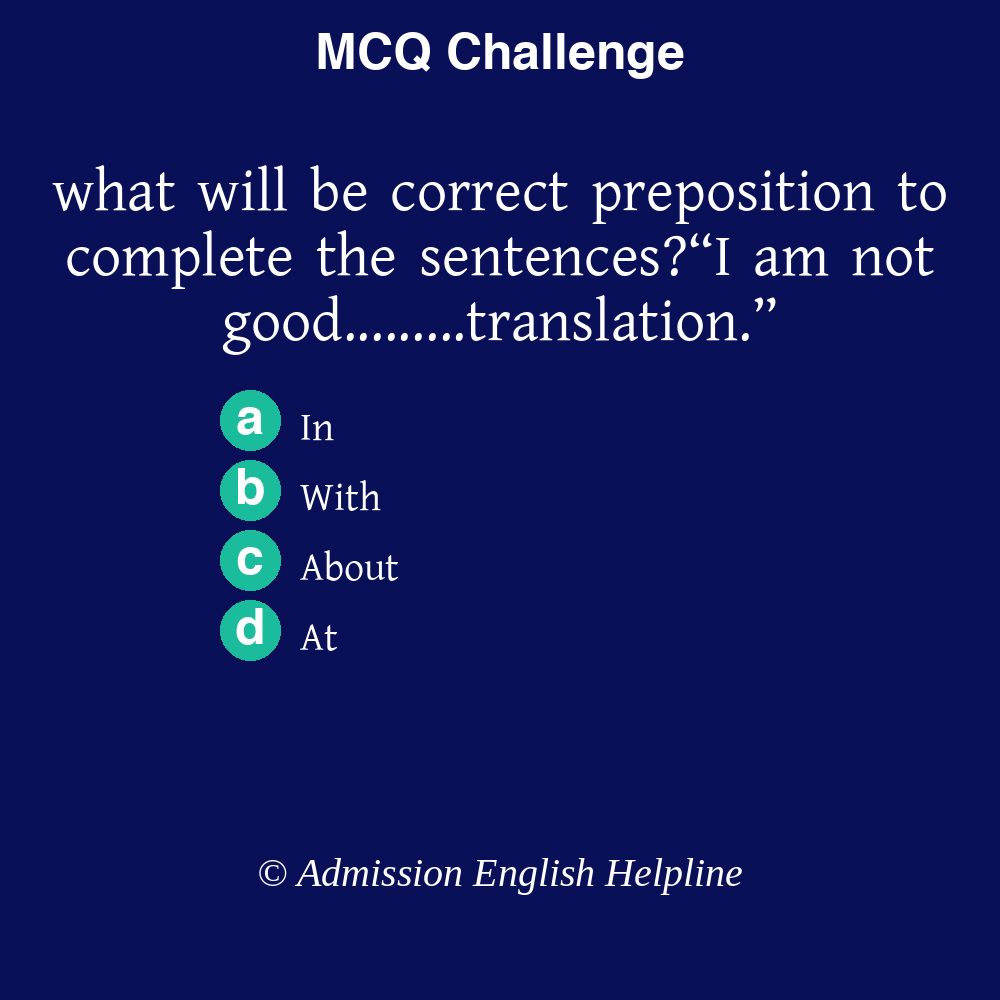 MCQ Challenge
what will be correct preposition to
complete the sentences?“I am not
good.........translation.”
a In
b With
c About
d At
© Admission English Helpline